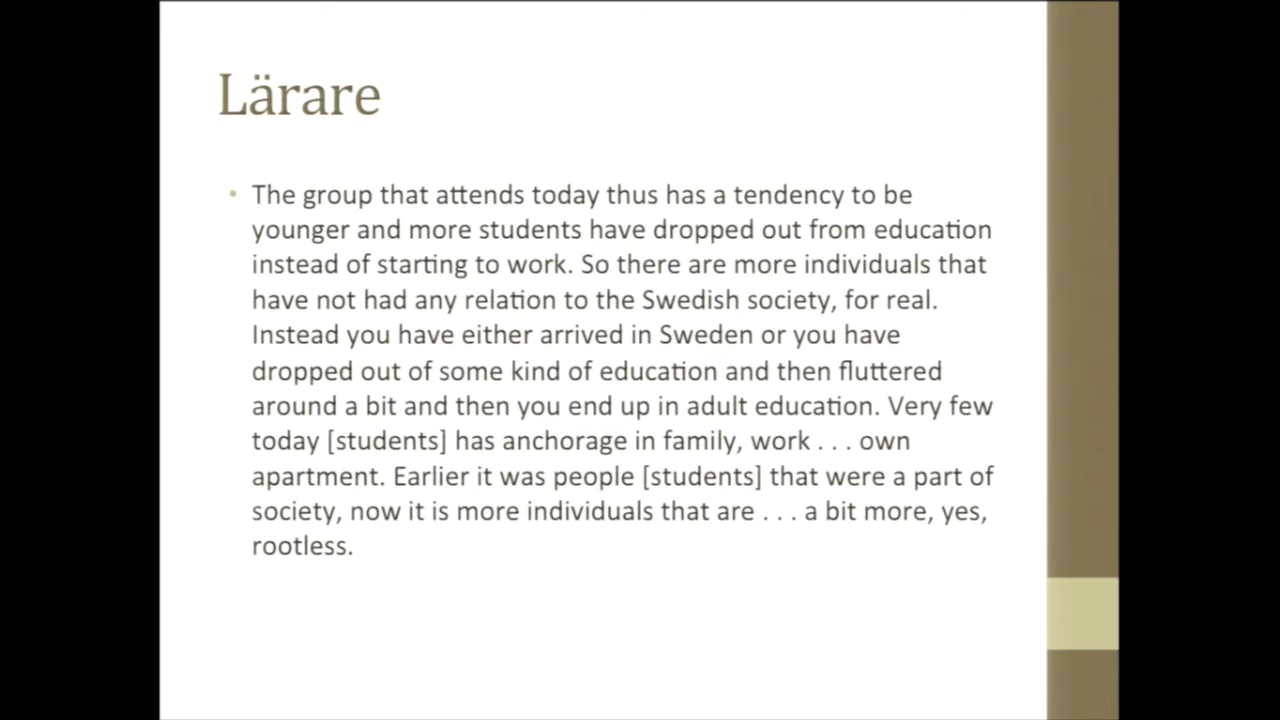 Lärare
• The group that attends today thus has a tendency to be
younger and more students have dropped out from education
instead of starting to work. So there are more individuals that
have not had any relation to the Swedish society, for real.
Instead you have either arrived in Sweden or you have
dropped out of some kind of education and then fluttered
around a bit and then you end up in adult education. Very few
today [students] has anchorage in family, work . . . own
apartment. Earlier it was people [students] that were a part of
society, now it is more individuals that are . . . a bit more, yes,
rootless.